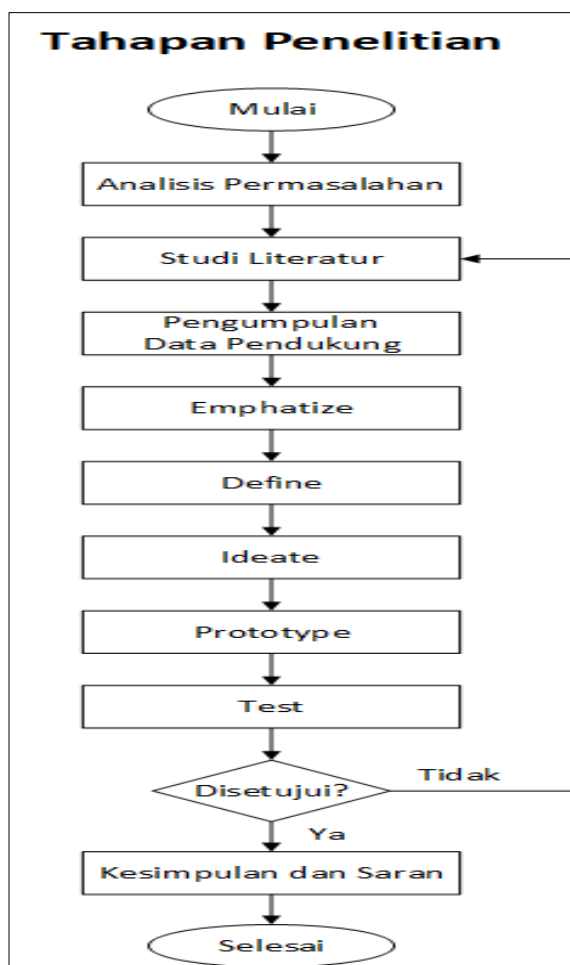 Tahapan Penelitian
Mulai
Analisis Permasalahan
Studi Literatur
Pengumpulan
Data Pendukung
Emphatize
Define
Ideate
Prototype
Test
Disetujui?
Tidak
Ya
Kesimpulan dan Saran
Selesai